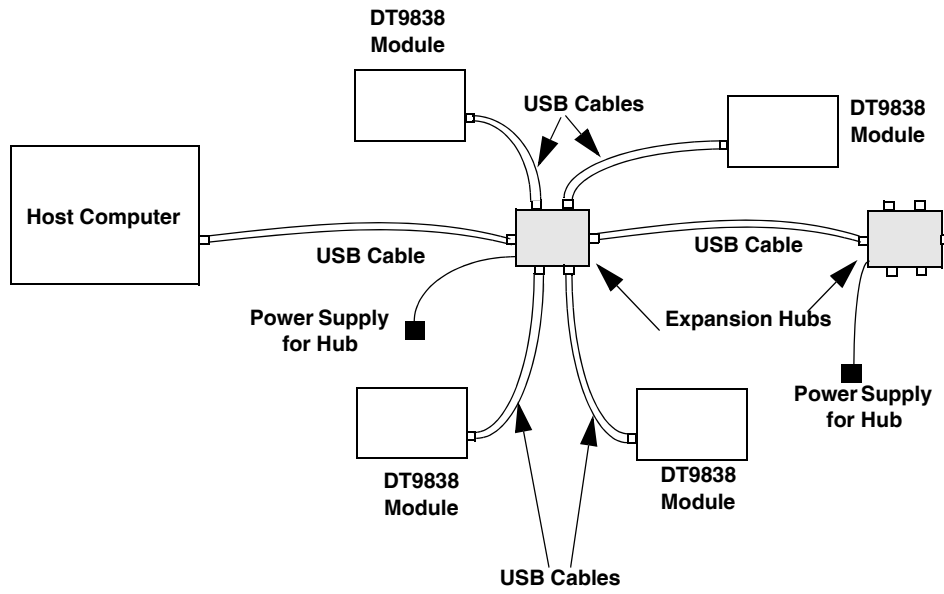 DT9838
Module
USB Cables
DT9838
Module
Host Computer
USB Cable
USB Cable
Power Supply
for Hub
Expansion Hubs
Power Supply
for Hub
DT9838
Module
DT9838
Module
USB Cables